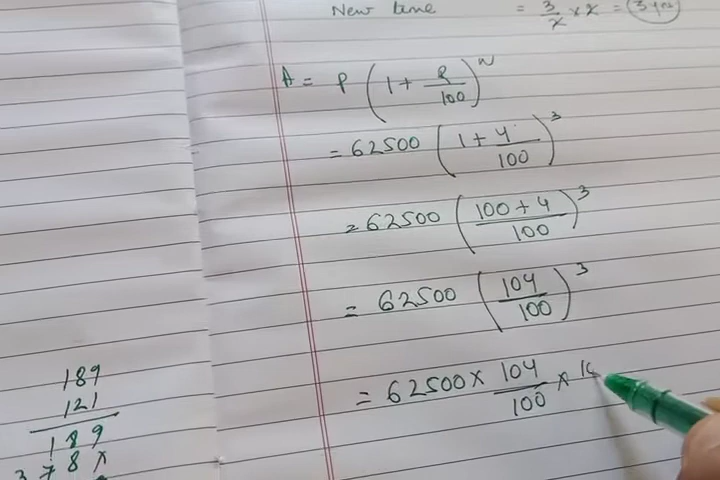 New time = 3/x × x = 3
A = P (1 + R/100)^N
= 62500 (1 + 4/100)^3
= 62500 (100 + 4/100)^3
= 62500 (104/100)^3
= 62500 × 104/100 ×
189
121
189
378×